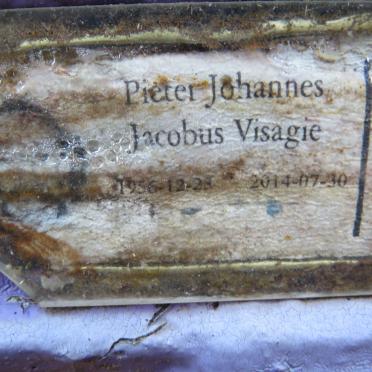 Pieter Johannes
Jacobus Visagie
1956-12-28 2014-07-30